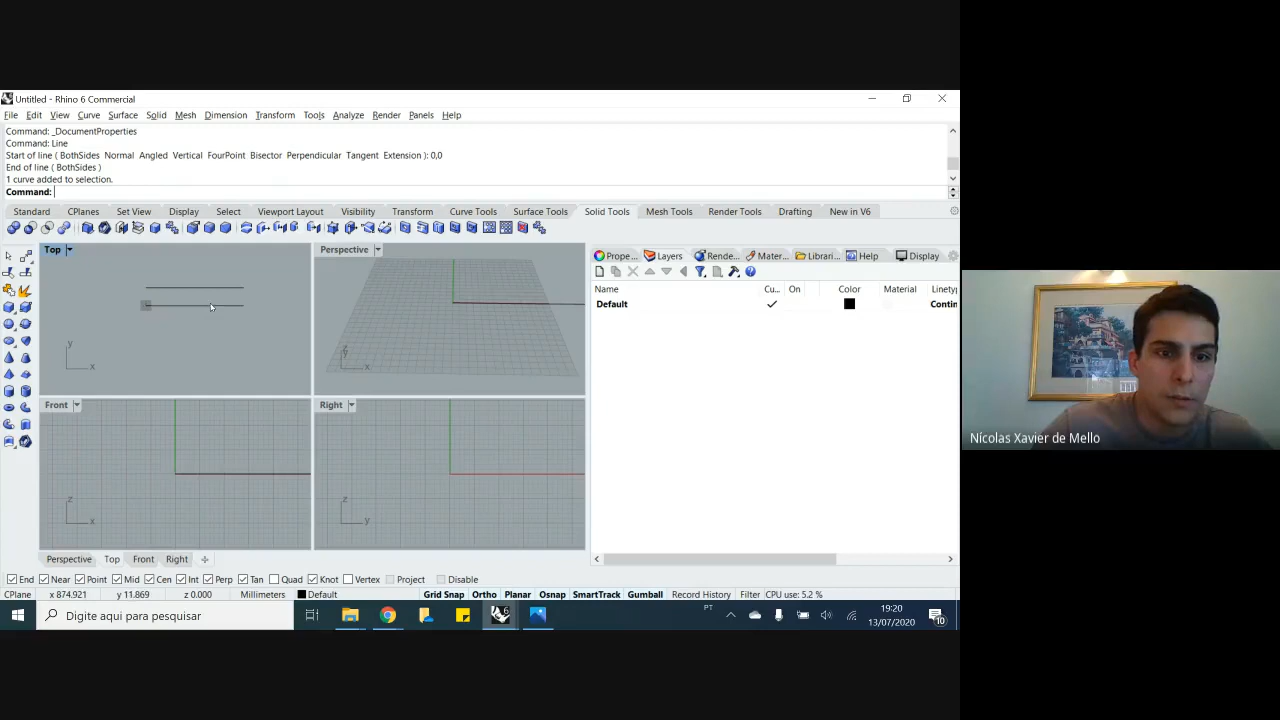 Untitled - Rhino 6 Commercial
File Edit View Curve Surface Solid Mesh Dimension Transform Tools Analyze Render Panels Help
Command: _DocumentProperties
Command: Line
Start of line ( BothSides Normal Angled Vertical FourPoint Bisector Perpendicular Tangent Extension ): 0,0
End of line ( BothSides )
1 curve added to selection.
Command:
Standard CPlanes Set View Display Select Viewport Layout Visibility Transform Curve Tools Surface Tools Solid Tools Mesh Tools Render Tools Drafting New in V6
Top Perspective
Prope... Layers Rende... Mater... Librari... Help Display
Name Cu... On Color Material Linety
Default Contin
y
x
y
x
Front Right
z
x
z
y
Nícolas Xavier de Mello
Perspective Top Front Right
End Near Point Mid Cen Int Perp Tan Quad Knot Vertex Project Disable
CPlane x 874.921 y 11.869 z 0.000 Millimeters Default Grid Snap Ortho Planar Osnap SmartTrack Gumball Record History Filter CPU use: 5.2 %
Digite aqui para pesquisar
PT
19:20
13/07/2020
10